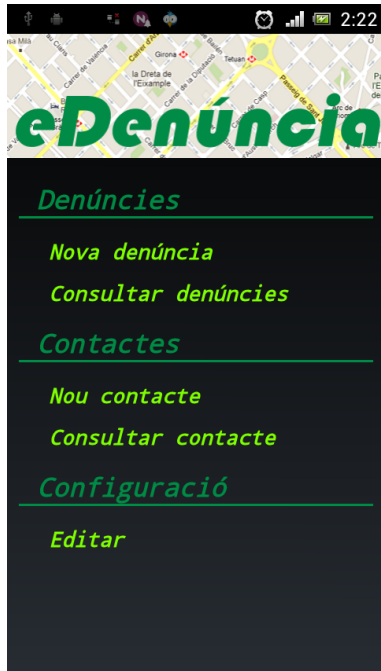 2:22
Girona
Tetuan
la Dreta de
l'Eixample
eDenúncia
Denúncies
Nova denúncia
Consultar denúncies
Contactes
Nou contacte
Consultar contacte
Configuració
Editar